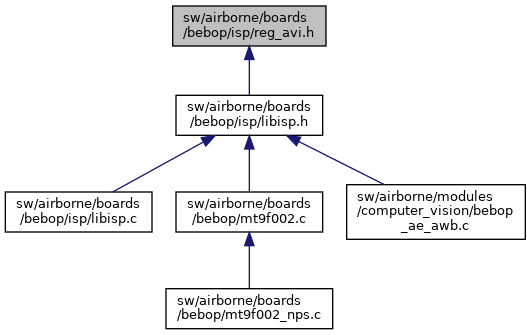 sw/airborne/boards
/bebop/isp/reg_avi.h
sw/airborne/boards
/bebop/isp/libisp.h
sw/airborne/boards
/bebop/isp/libisp.c
sw/airborne/boards
/bebop/mt9f002.c
sw/airborne/modules
/computer_vision/bebop
_ae_awb.c
sw/airborne/boards
/bebop/mt9f002_nps.c